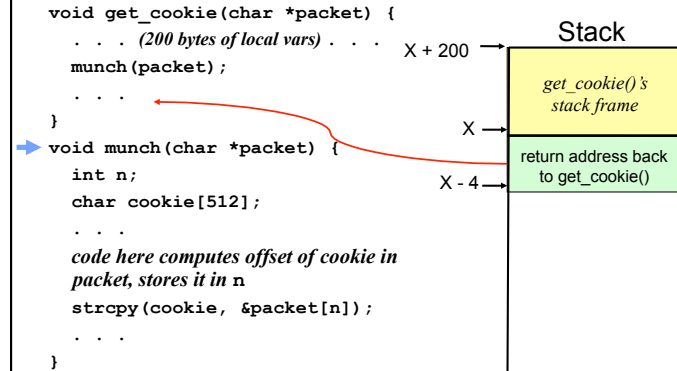 void get_cookie(char *packet) {
. . . (200 bytes of local vars) . . .
munch(packet);
. . .
}
void munch(char *packet) {
int n;
char cookie[512];
. . .
code here computes offset of cookie in
packet, stores it in n
strcpy(cookie, &packet[n]);
. . .
}
Stack
X + 200
get_cookie()'s
stack frame
X
return address back
to get_cookie()
X - 4